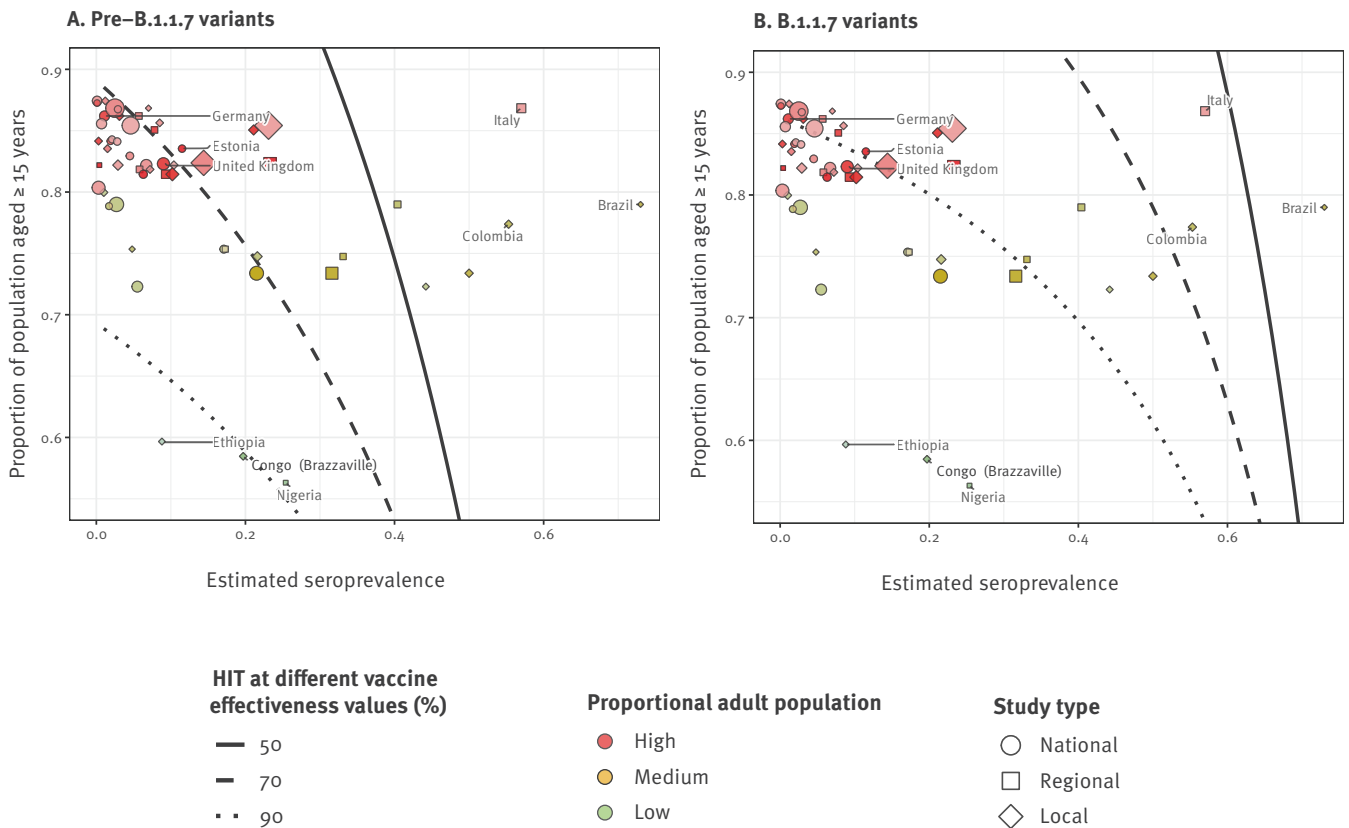 A. Pre–B.1.1.7 variants
Proportion of population aged ≥ 15 years
0.9
0.8
0.7
0.6
Germany
Estonia
United Kingdom
Italy
Brazil
Colombia
Ethiopia
Congo (Brazzaville)
Nigeria
0.0
0.2
0.4
0.6
Estimated seroprevalence
B. B.1.1.7 variants
Proportion of population aged ≥ 15 years
0.9
0.8
0.7
0.6
Italy
Germany
Estonia
United Kingdom
Brazil
Colombia
Ethiopia
Congo (Brazzaville)
Nigeria
0.0
0.2
0.4
0.6
Estimated seroprevalence
HIT at different vaccine
effectiveness values (%)
50
70
90
Proportional adult population
High
Medium
Low
Study type
National
Regional
Local